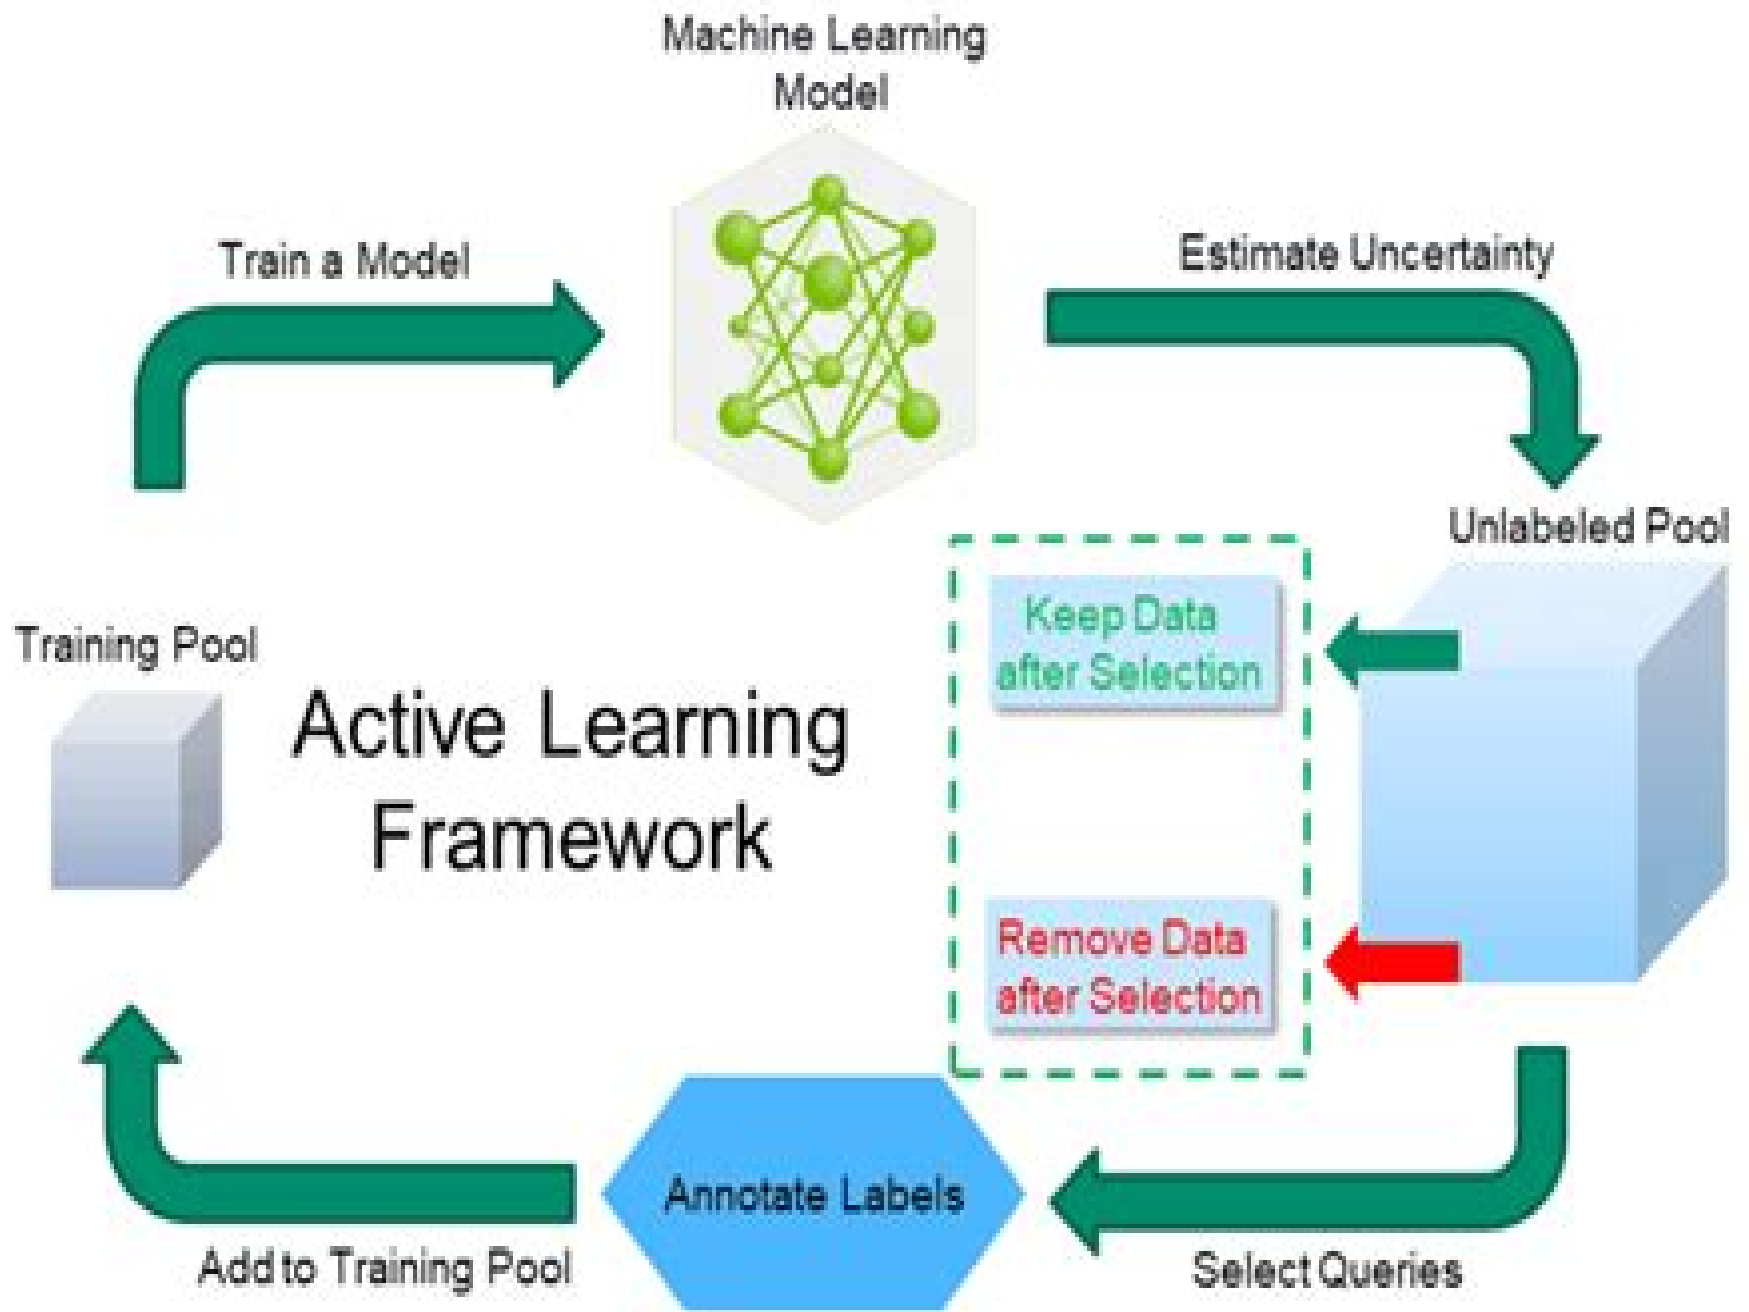 Machine Learning
Model
Train a Model
Estimate Uncertainty
Unlabeled Pool
Keep Data
after Selection
Training Pool
Active Learning
Framework
Remove Data
after Selection
Annotate Labels
Add to Training Pool
Select Queries